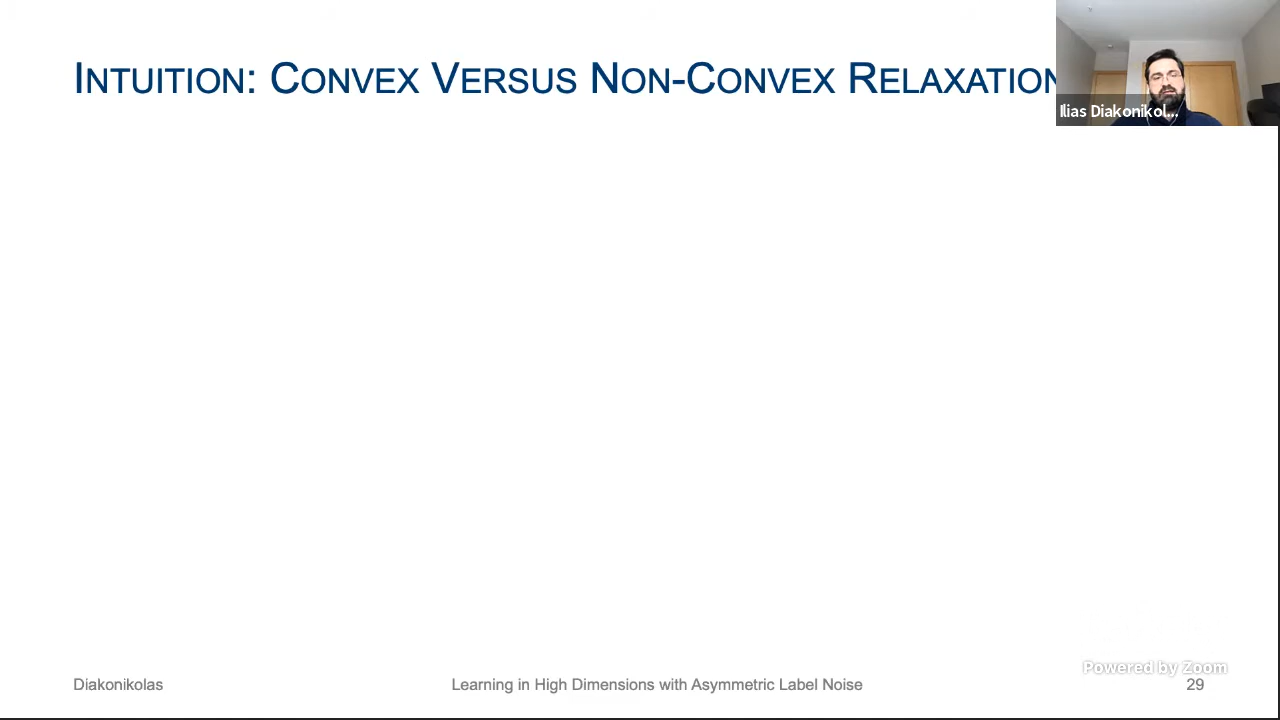 INTUITION: CONVEX VERSUS NON-CONVEX RELAXATION
Ilias Diakonikol...
Powered by Zoom
Diakonikolas
Learning in High Dimensions with Asymmetric Label Noise
29